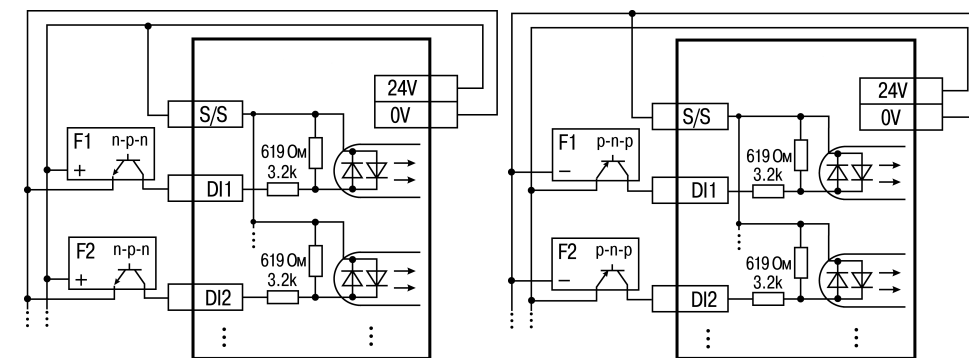 24V
0V
S/S
F1 n-p-n
+
619 Ом
3.2k
DI1
F2 n-p-n
+
619 Ом
3.2k
DI2
24V
0V
S/S
F1 p-n-p
−
619 Ом
3.2k
DI1
F2 p-n-p
−
619 Ом
3.2k
DI2